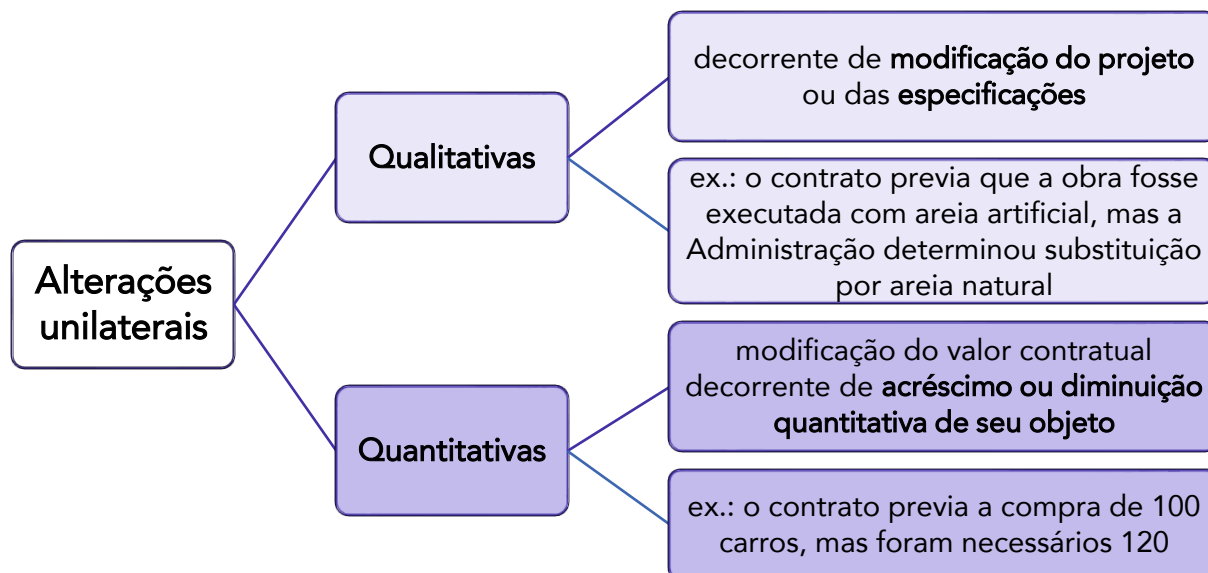 Alterações
unilaterais
Qualitativas
decorrente de modificação do projeto
ou das especificações
ex.: o contrato previa que a obra fosse
executada com areia artificial, mas a
Administração determinou substituição
por areia natural
Quantitativas
modificação do valor contratual
decorrente de acréscimo ou diminuição
quantitativa de seu objeto
ex.: o contrato previa a compra de 100
carros, mas foram necessários 120